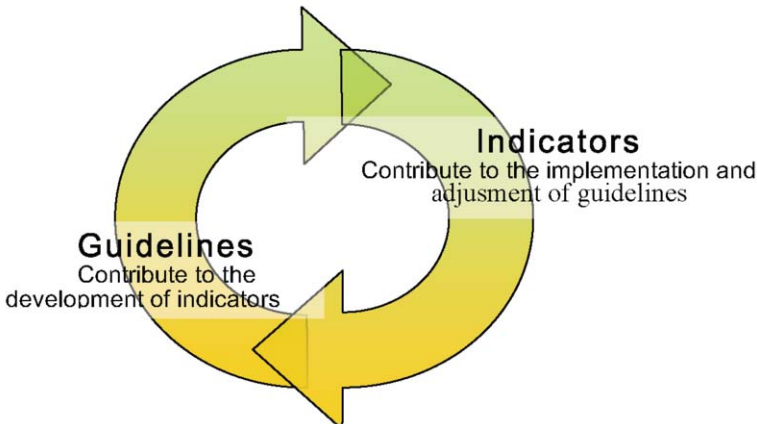 Indicators
Contribute to the implementation and
adjusment of guidelines
Guidelines
Contribute to the
development of indicators